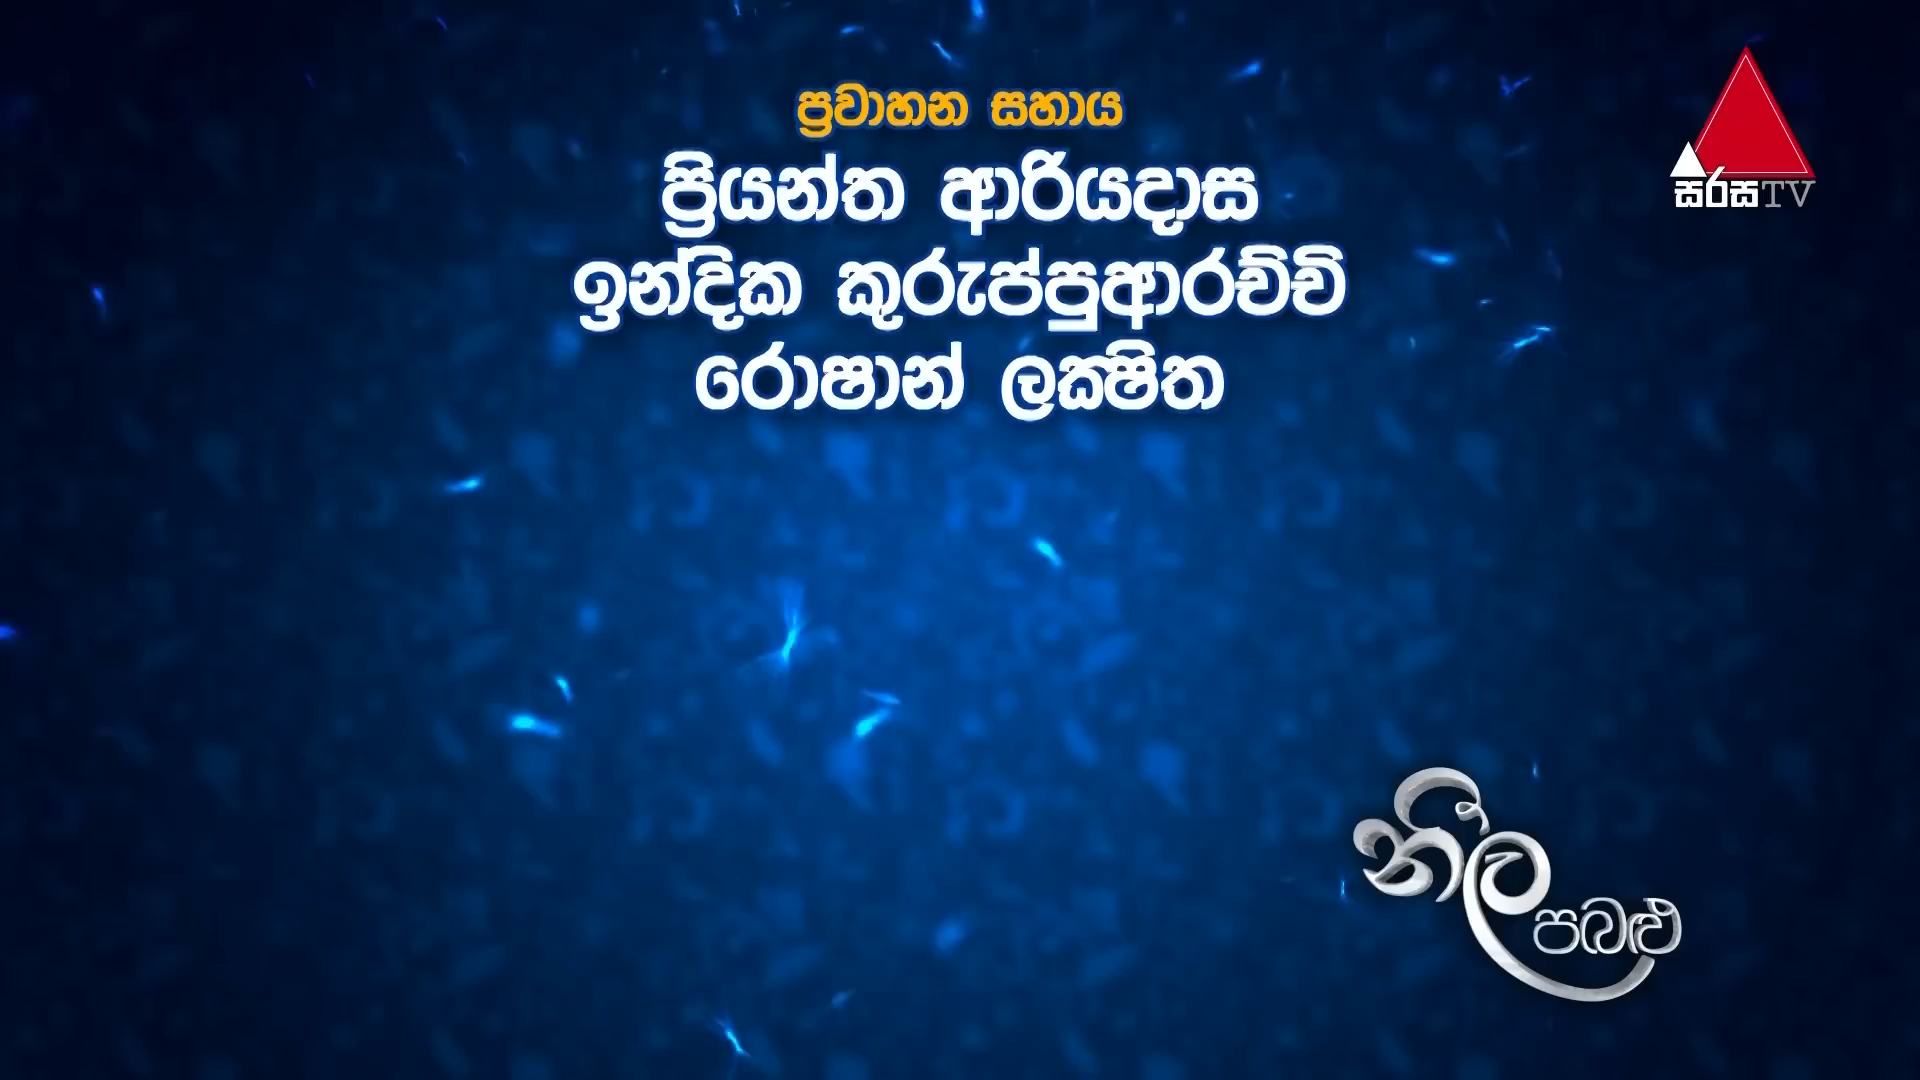 ප්‍රවාහන සහාය
ප්‍රියන්ත ආරියදාස
ඉන්දික කුරුප්පුආරච්චි
රොෂාන් ලක්ෂිත
සිරස TV
නිල
පබළු